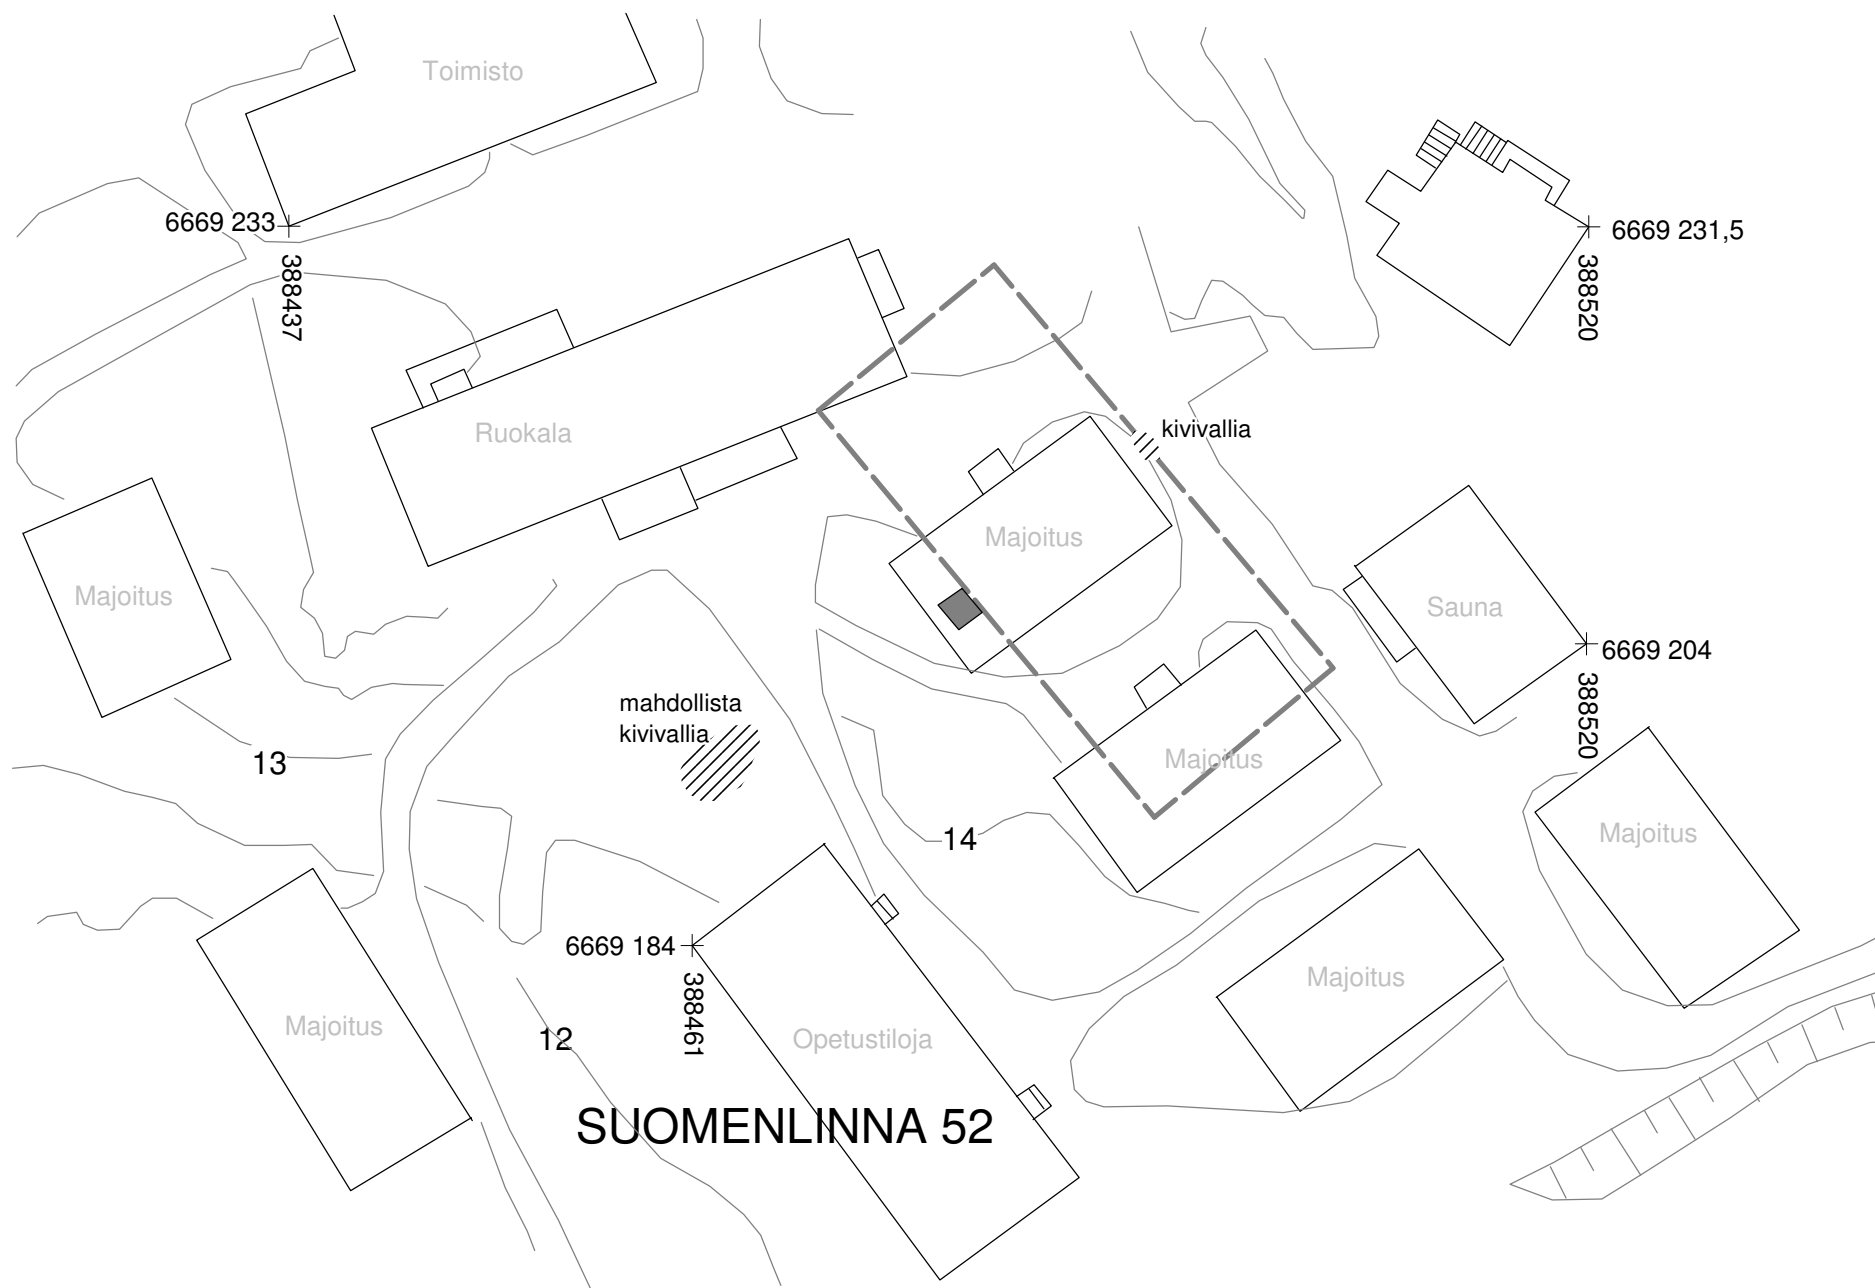 Toimisto
6669 233
388437
6669 231,5
388520
Ruokala
kivivallia
Majoitus
Majoitus
Sauna
6669 204
388520
mahdollista
kivivallia
13
Majoitus
14
Majoitus
6669 184
388461
Majoitus
Majoitus
12
Opetustiloja
SUOMENLINNA 52